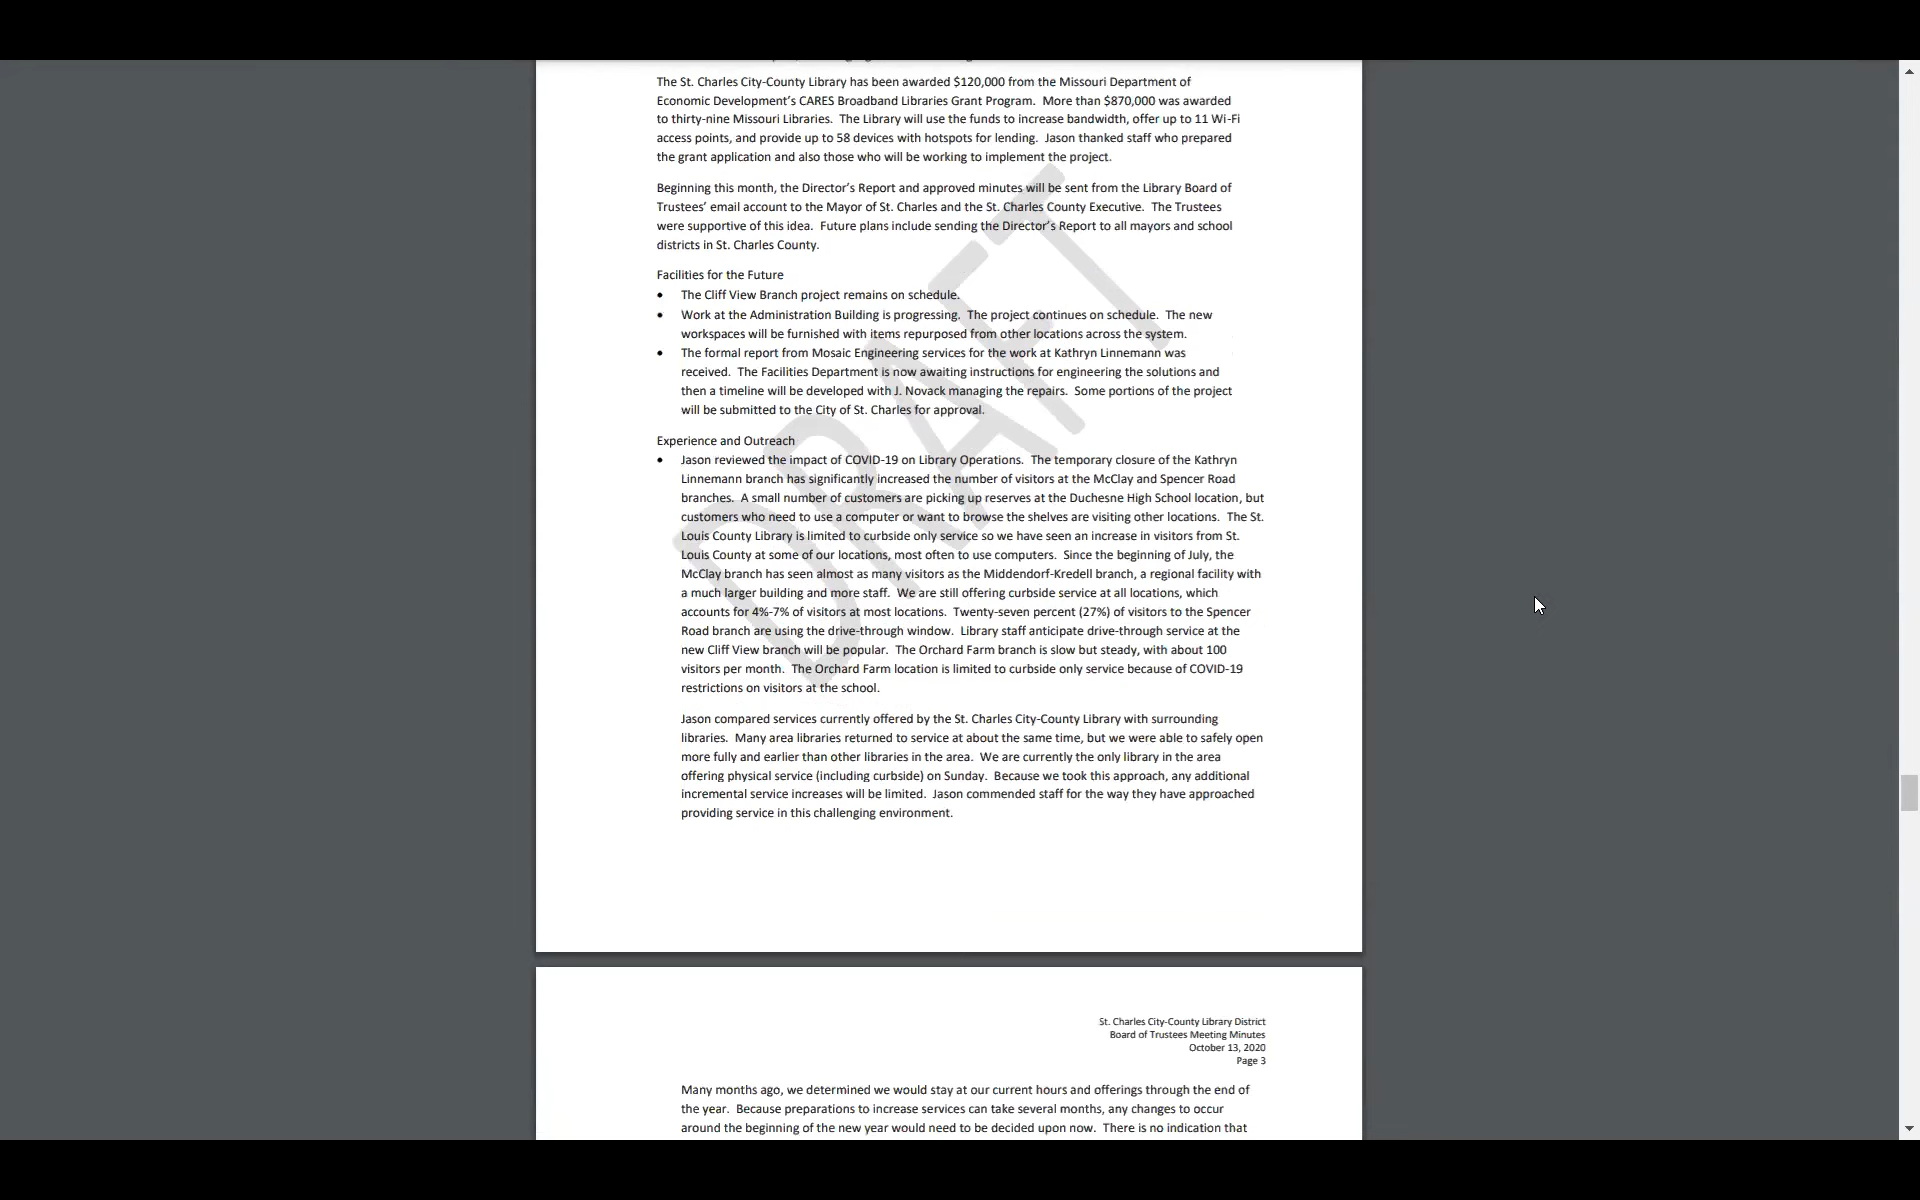 The St. Charles City-County Library has been awarded $120,000 from the Missouri Department of
Economic Development's CARES Broadband Libraries Grant Program.  More than $870,000 was awarded
to thirty-nine Missouri Libraries.  The Library will use the funds to increase bandwidth, offer up to 11 Wi-Fi
access points, and provide up to 58 devices with hotspots for lending.  Jason thanked staff who prepared
the grant application and also those who will be working to implement the project.
Beginning this month, the Director's Report and approved minutes will be sent from the Library Board of
Trustees' email account to the Mayor of St. Charles and the St. Charles County Executive.  The Trustees
were supportive of this idea.  Future plans include sending the Director's Report to all mayors and school
districts in St. Charles County.
Facilities for the Future
• The Cliff View Branch project remains on schedule.
• Work at the Administration Building is progressing.  The project continues on schedule.  The new
workspaces will be furnished with items repurposed from other locations across the system.
• The formal report from Mosaic Engineering services for the work at Kathryn Linnemann was
received.  The Facilities Department is now awaiting instructions for engineering the solutions and
then a timeline will be developed with J. Novack managing the repairs.  Some portions of the project
will be submitted to the City of St. Charles for approval.
Experience and Outreach
• Jason reviewed the impact of COVID-19 on Library Operations.  The temporary closure of the Kathryn
Linnemann branch has significantly increased the number of visitors at the McClay and Spencer Road
branches.  A small number of customers are picking up reserves at the Duchesne High School location, but
customers who need to use a computer or want to browse the shelves are visiting other locations.  The St.
Louis County Library is limited to curbside only service so we have seen an increase in visitors from St.
Louis County at some of our locations, most often to use computers.  Since the beginning of July, the
McClay branch has seen almost as many visitors as the Middendorf-Kredell branch, a regional facility with
a much larger building and more staff.  We are still offering curbside service at all locations, which
accounts for 4%-7% of visitors at most locations.  Twenty-seven percent (27%) of visitors to the Spencer
Road branch are using the drive-through window.  Library staff anticipate drive-through service at the
new Cliff View branch will be popular.  The Orchard Farm branch is slow but steady, with about 100
visitors per month.  The Orchard Farm location is limited to curbside only service because of COVID-19
restrictions on visitors at the school.
Jason compared services currently offered by the St. Charles City-County Library with surrounding
libraries.  Many area libraries returned to service at about the same time, but we were able to safely open
more fully and earlier than other libraries in the area.  We are currently the only library in the area
offering physical service (including curbside) on Sunday.  Because we took this approach, any additional
incremental service increases will be limited.  Jason commended staff for the way they have approached
providing service in this challenging environment.
DRAFT
St. Charles City-County Library District
Board of Trustees Meeting Minutes
October 13, 2020
Page 3
Many months ago, we determined we would stay at our current hours and offerings through the end of
the year.  Because preparations to increase services can take several months, any changes to occur
around the beginning of the new year would need to be decided upon now.  There is no indication that